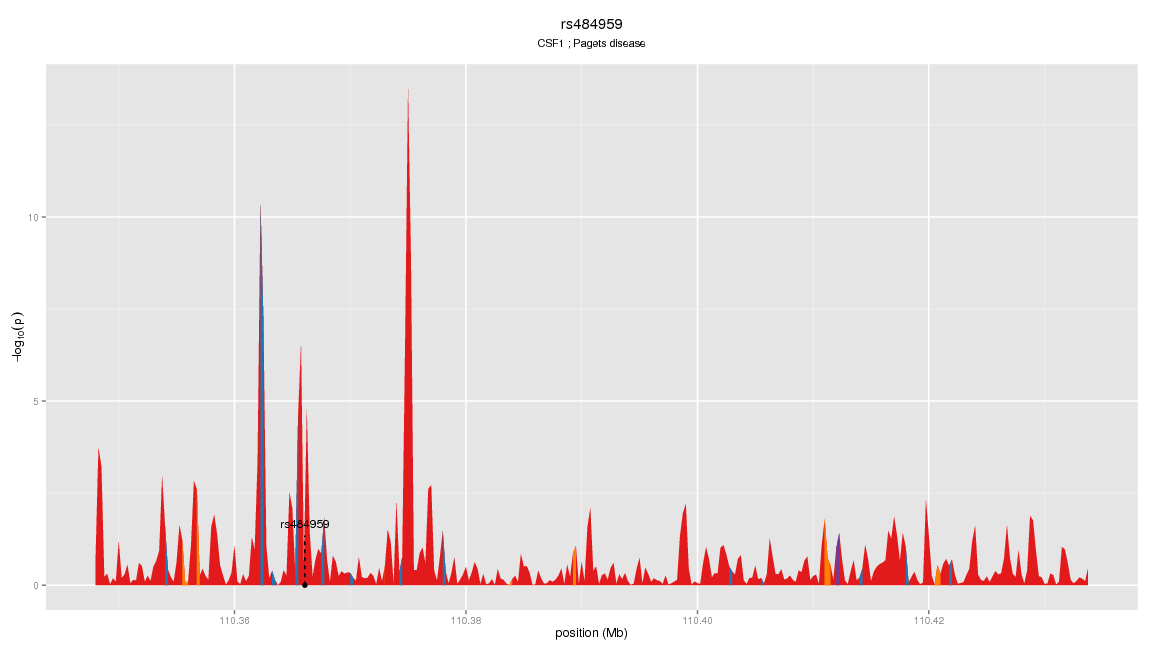 rs484959
CSF1 ; Pagets disease
−log10(p)
10
5
0
rs484959
110.36
110.38
110.40
110.42
position (Mb)